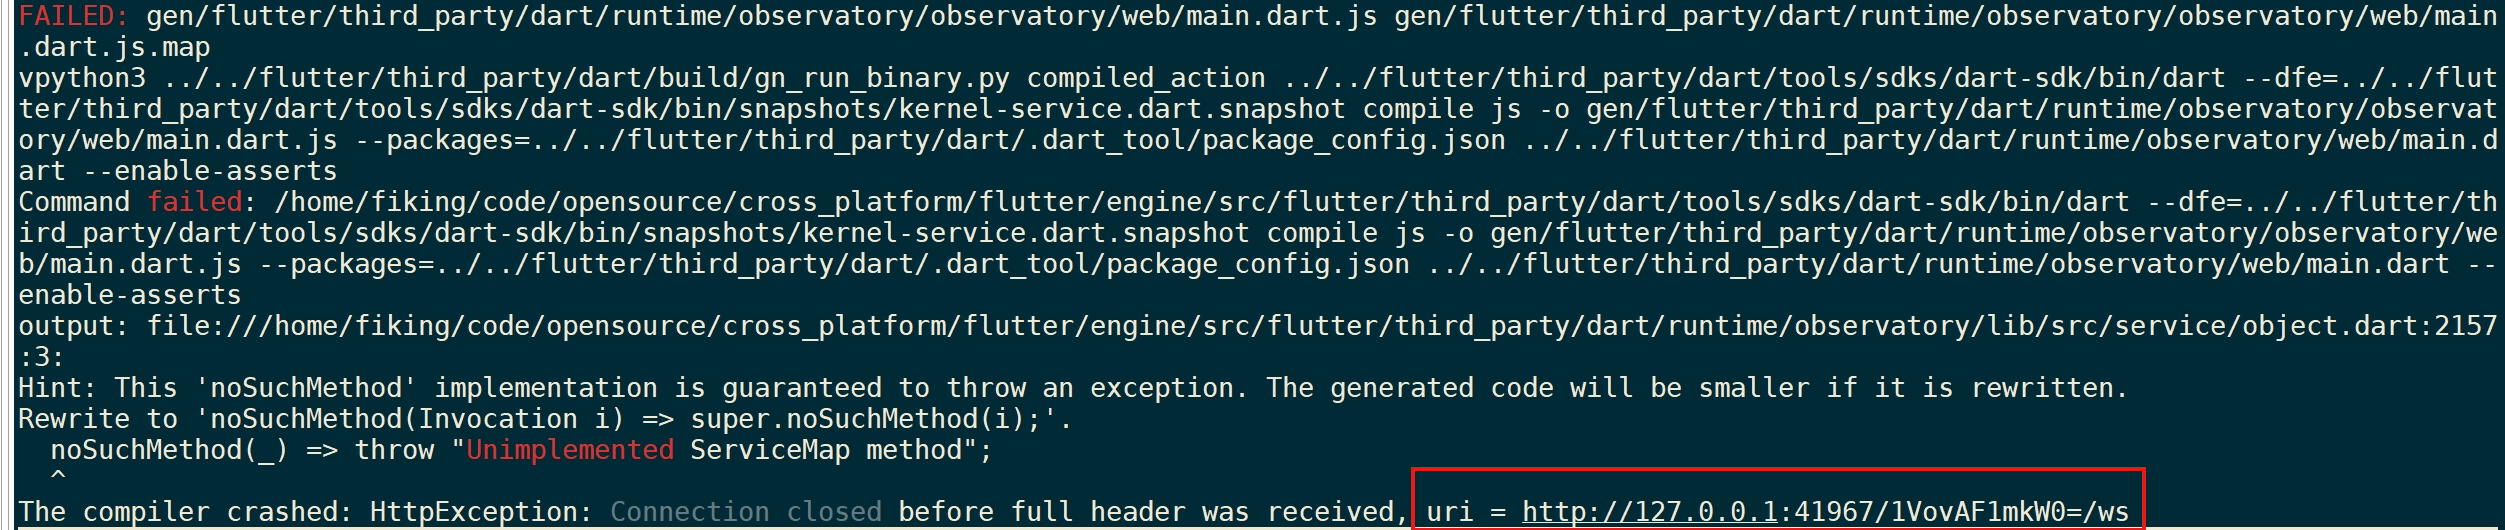 FAILED: gen/flutter/third_party/dart/runtime/observatory/observatory/web/main.dart.js gen/flutter/third_party/dart/runtime/observatory/observatory/web/main
.dart.js.map
vpython3 ../../flutter/third_party/dart/build/gn_run_binary.py compiled_action ../../flutter/third_party/dart/tools/sdks/dart-sdk/bin/dart --dfe=../../flut
ter/third_party/dart/tools/sdks/dart-sdk/bin/snapshots/kernel-service.dart.snapshot compile js -o gen/flutter/third_party/dart/runtime/observatory/observat
ory/web/main.dart.js --packages=../../flutter/third_party/dart/.dart_tool/package_config.json ../../flutter/third_party/dart/runtime/observatory/web/main.d
art --enable-asserts
Command failed: /home/fiking/code/opensource/cross_platform/flutter/engine/src/flutter/third_party/dart/tools/sdks/dart-sdk/bin/dart --dfe=../../flutter/th
ird_party/dart/tools/sdks/dart-sdk/bin/snapshots/kernel-service.dart.snapshot compile js -o gen/flutter/third_party/dart/runtime/observatory/observatory/we
b/main.dart.js --packages=../../flutter/third_party/dart/.dart_tool/package_config.json ../../flutter/third_party/dart/runtime/observatory/web/main.dart --
enable-asserts
output: file:///home/fiking/code/opensource/cross_platform/flutter/engine/src/flutter/third_party/dart/runtime/observatory/lib/src/service/object.dart:2157
:3:
Hint: This 'noSuchMethod' implementation is guaranteed to throw an exception. The generated code will be smaller if it is rewritten.
Rewrite to 'noSuchMethod(Invocation i) => super.noSuchMethod(i);'.
  noSuchMethod(_) => throw "Unimplemented ServiceMap method";
  ^
The compiler crashed: HttpException: Connection closed before full header was received, uri = http://127.0.0.1:41967/1VovAF1mkW0=/ws